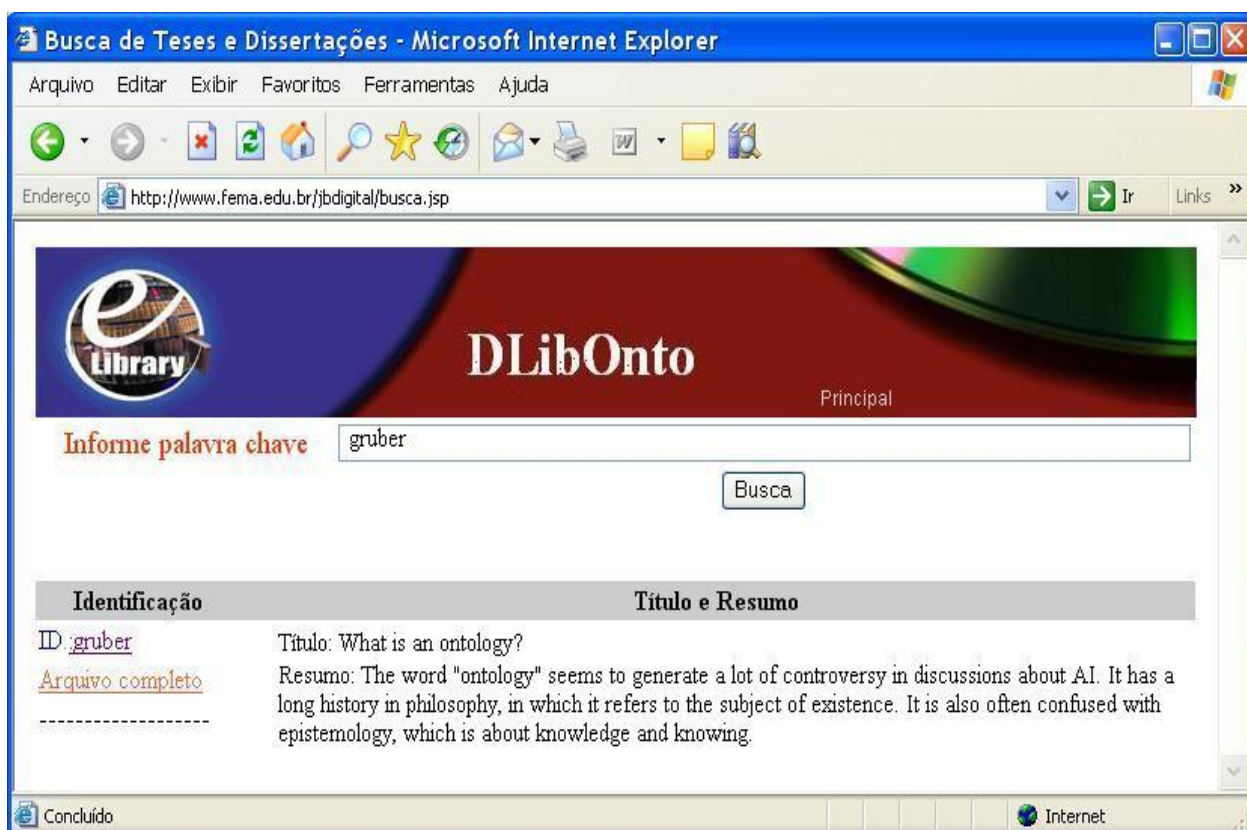 Busca de Teses e Dissertações - Microsoft Internet Explorer
Arquivo Editar Exibir Favoritos Ferramentas Ajuda
Endereço http://www.fema.edu.br/jbdigital/busca.jsp Ir Links »
e Library
DLibOnto
Principal
Informe palavra chave gruber
Busca
Identificação Título e Resumo
ID :gruber Título: What is an ontology?
Arquivo completo Resumo: The word "ontology" seems to generate a lot of controversy in discussions about AI. It has a
long history in philosophy, in which it refers to the subject of existence. It is also often confused with
epistemology, which is about knowledge and knowing.
-------------------
Concluído Internet